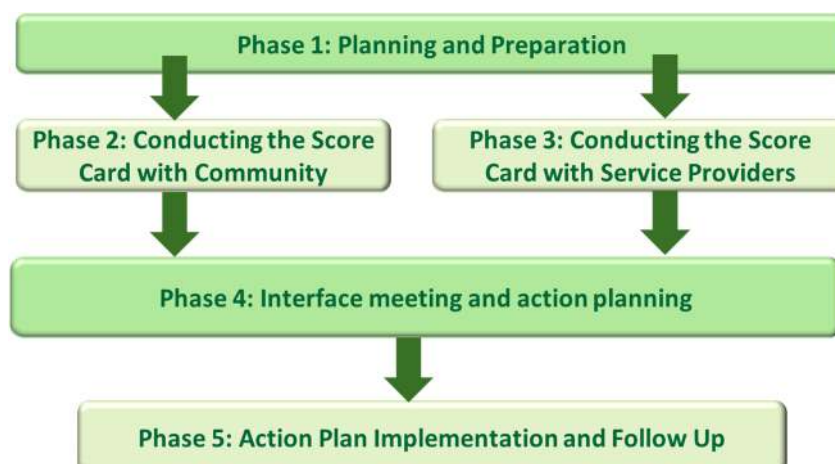 Phase 1: Planning and Preparation
Phase 2: Conducting the Score
Card with Community
Phase 3: Conducting the Score
Card with Service Providers
Phase 4: Interface meeting and action planning
Phase 5: Action Plan Implementation and Follow Up